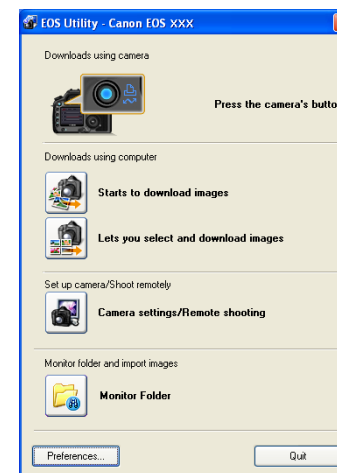 EOS Utility - Canon EOS XXX
Downloads using camera
Press the camera's butto
Downloads using computer
Starts to download images
Lets you select and download images
Set up camera/Shoot remotely
Camera settings/Remote shooting
Monitor folder and import images
Monitor Folder
Preferences... Quit